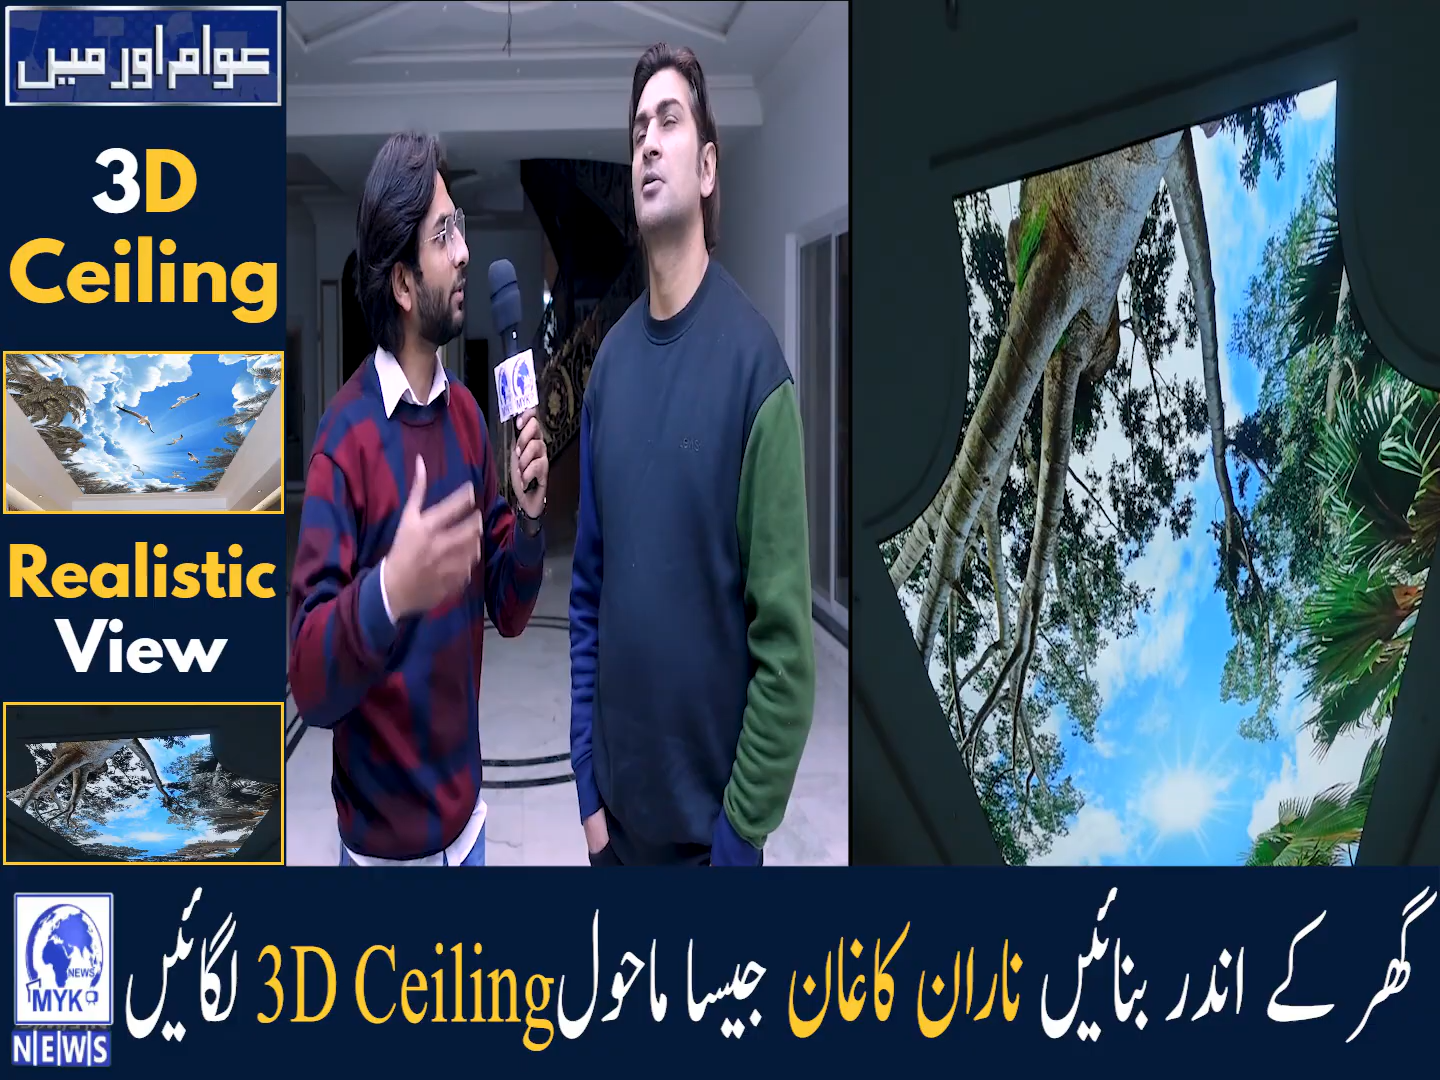 عوام اور میں
3D
Ceiling
Realistic
View
NEWS
MYK
NEWS
گھر کے اندر بنائیں ناران کاغان جیسا ماحول 3D Ceiling لگائیں